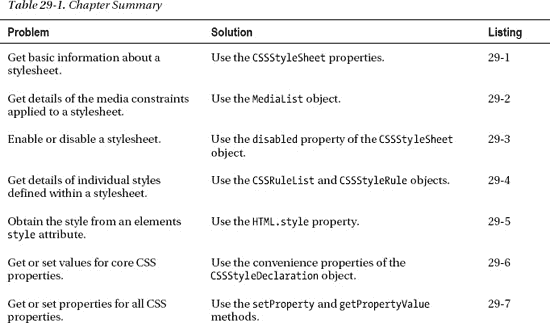 Table 29-1. Chapter Summary
Problem Solution Listing
Get basic information about a stylesheet. Use the CSSStyleSheet properties. 29-1
Get details of the media constraints applied to a stylesheet. Use the MediaList object. 29-2
Enable or disable a stylesheet. Use the disabled property of the CSSStyleSheet object. 29-3
Get details of individual styles defined within a stylesheet. Use the CSSRuleList and CSSStyleRule objects. 29-4
Obtain the style from an elements style attribute. Use the HTML.style property. 29-5
Get or set values for core CSS properties. Use the convenience properties of the CSSStyleDeclaration object. 29-6
Get or set properties for all CSS properties. Use the setProperty and getPropertyValue methods. 29-7